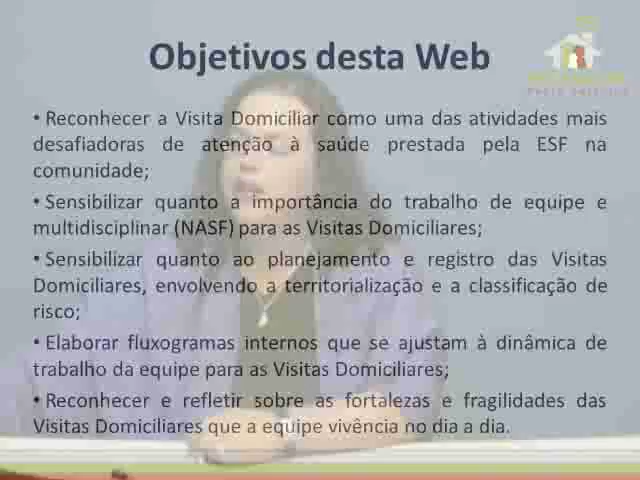 Objetivos desta Web
• Reconhecer a Visita Domiciliar como uma das atividades mais
desafiadoras de atenção à saúde prestada pela ESF na
comunidade;
• Sensibilizar quanto a importância do trabalho de equipe e
multidisciplinar (NASF) para as Visitas Domiciliares;
• Sensibilizar quanto ao planejamento e registro das Visitas
Domiciliares, envolvendo a territorialização e a classificação de
risco;
• Elaborar fluxogramas internos que se ajustam à dinâmica de
trabalho da equipe para as Visitas Domiciliares;
• Reconhecer e refletir sobre as fortalezas e fragilidades das
Visitas Domiciliares que a equipe vivência no dia a dia.